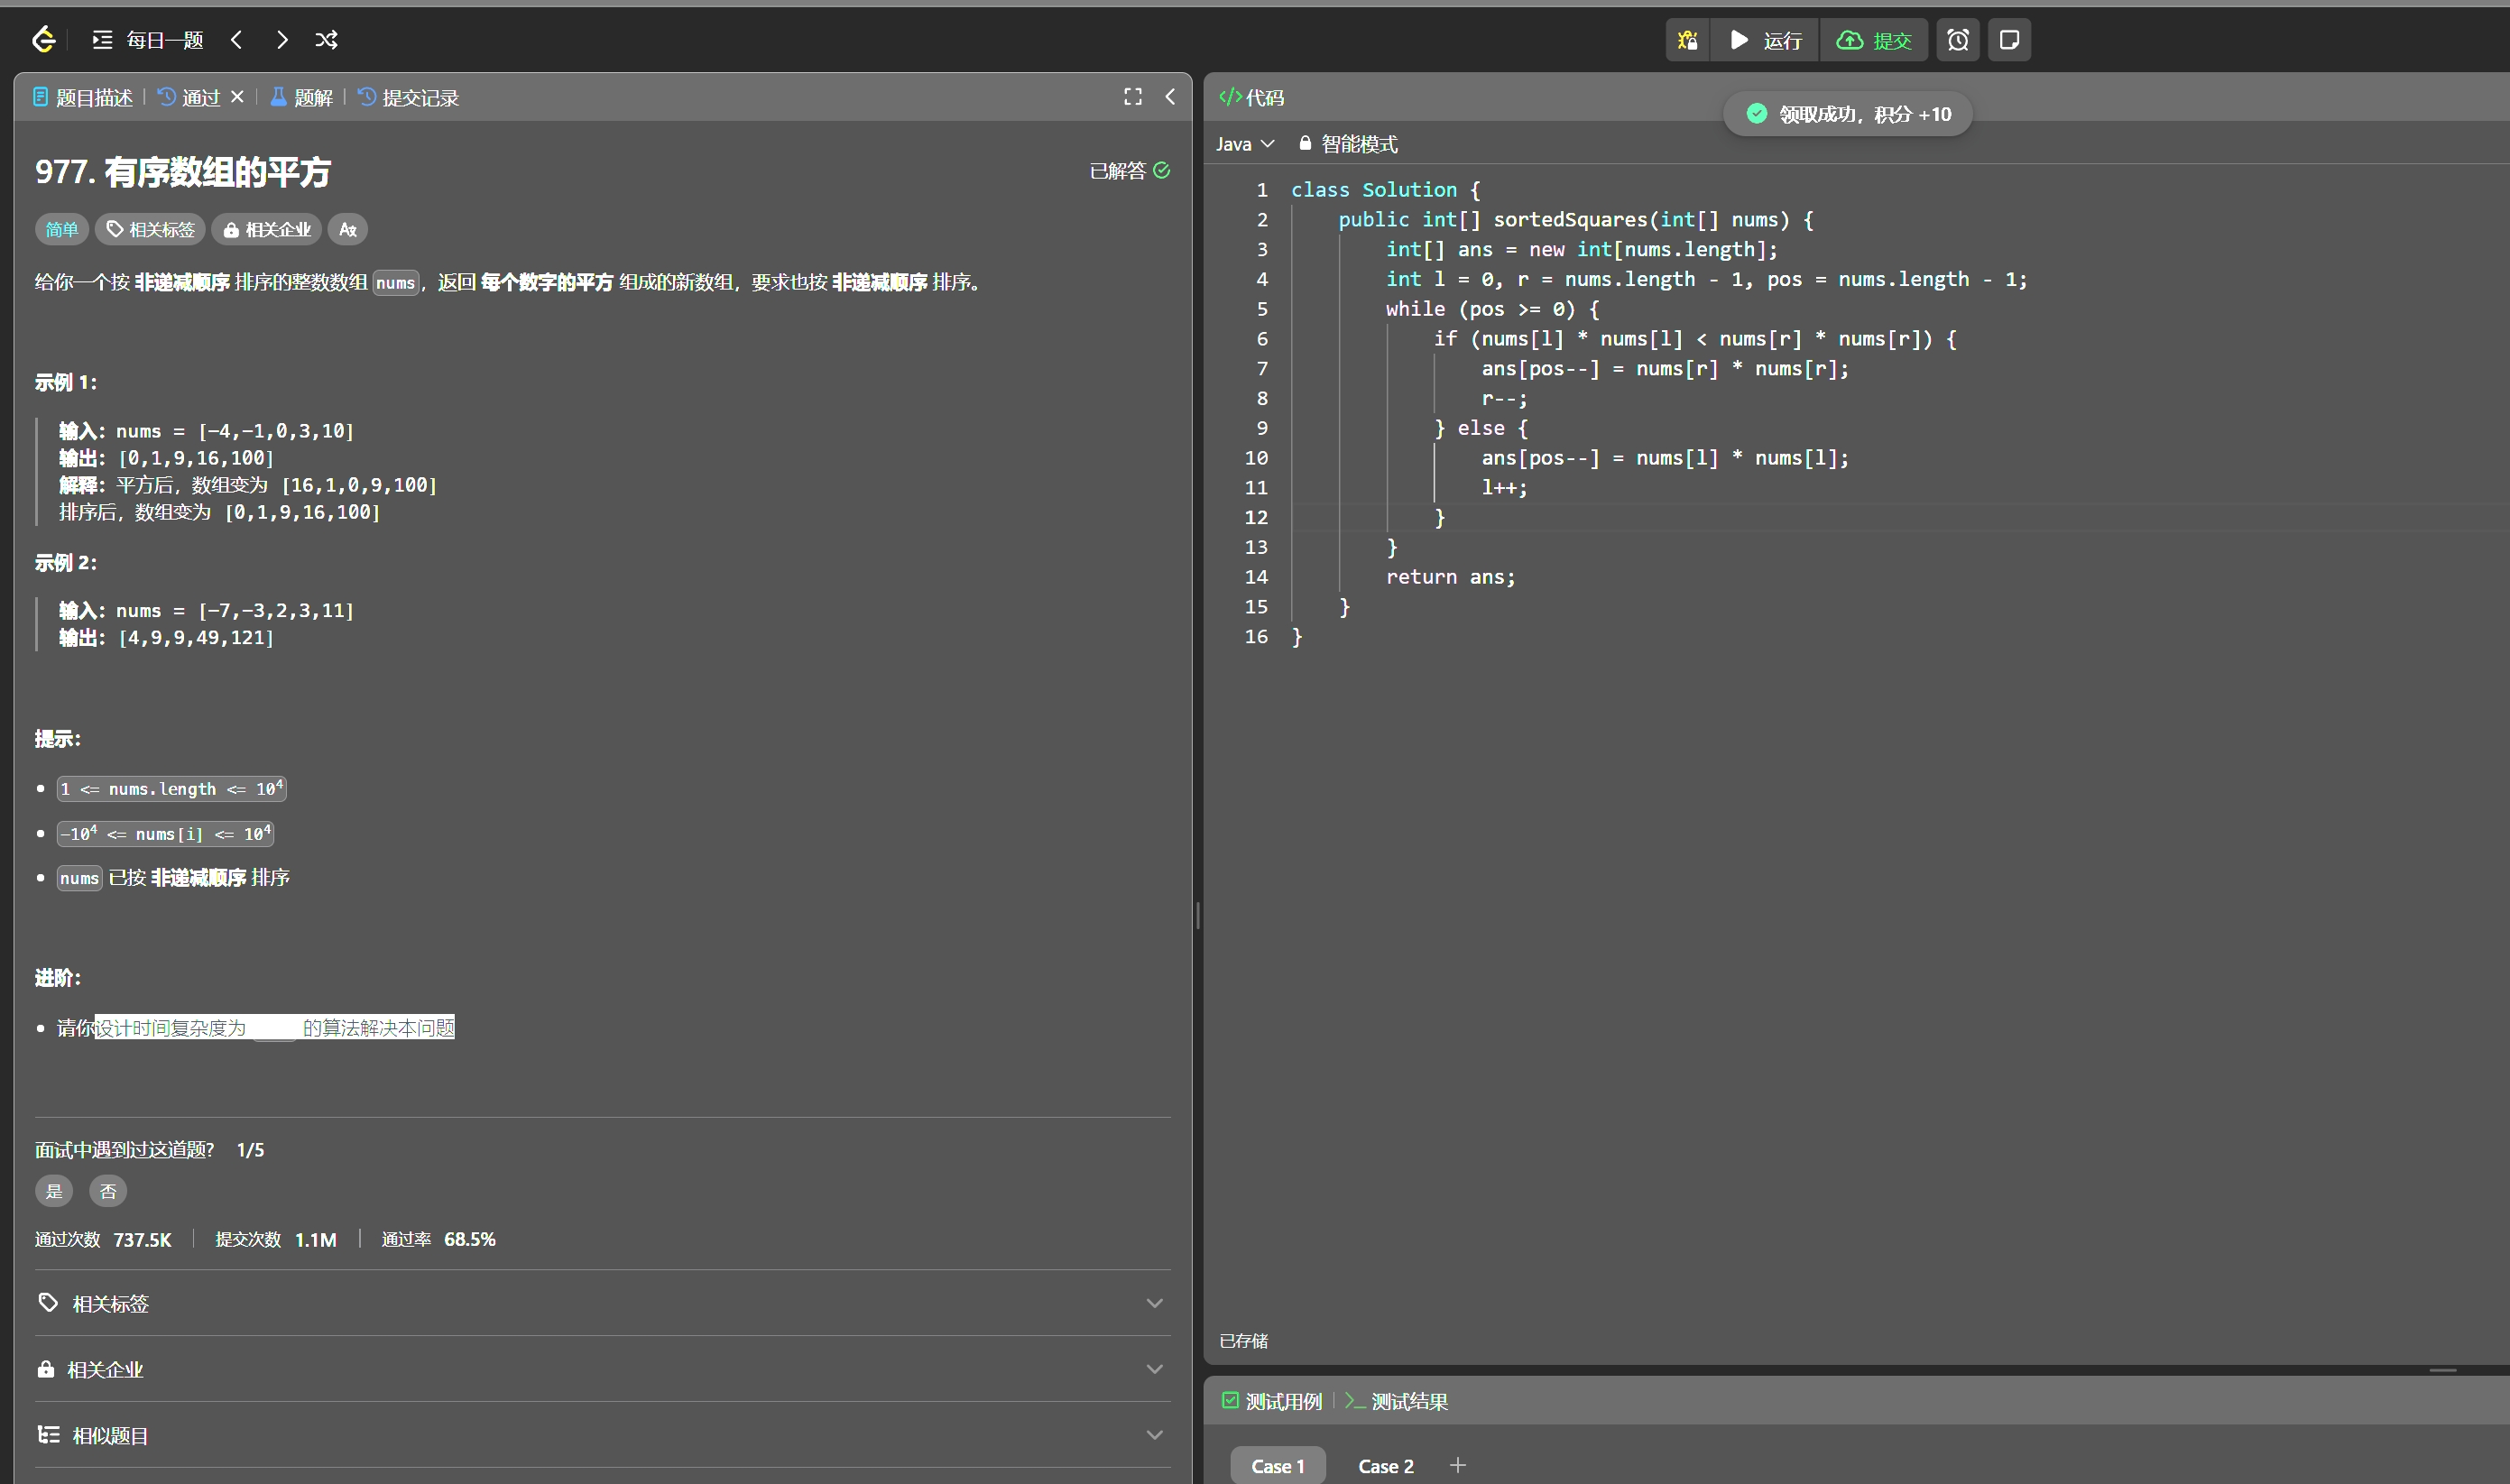 每日一题
运行
提交
题目描述
通过
题解
提交记录
977. 有序数组的平方
已解答
简单
相关标签
相关企业
给你一个按 非递减顺序 排序的整数数组 nums，返回 每个数字的平方 组成的新数组，要求也按 非递减顺序 排序。
示例 1：
输入：nums = [-4,-1,0,3,10]
输出：[0,1,9,16,100]
解释：平方后，数组变为 [16,1,0,9,100]
排序后，数组变为 [0,1,9,16,100]
示例 2：
输入：nums = [-7,-3,2,3,11]
输出：[4,9,9,49,121]
提示：
1 <= nums.length <= 10⁴
-10⁴ <= nums[i] <= 10⁴
nums 已按 非递减顺序 排序
进阶：
请你设计时间复杂度为 的算法解决本问题
面试中遇到过这道题? 1/5
是
否
通过次数 737.5K
提交次数 1.1M
通过率 68.5%
相关标签
相关企业
相似题目
</>代码
领取成功，积分 +10
Java
智能模式
1 class Solution {
2 public int[] sortedSquares(int[] nums) {
3 int[] ans = new int[nums.length];
4 int l = 0, r = nums.length - 1, pos = nums.length - 1;
5 while (pos >= 0) {
6 if (nums[l] * nums[l] < nums[r] * nums[r]) {
7 ans[pos--] = nums[r] * nums[r];
8 r--;
9 } else {
10 ans[pos--] = nums[l] * nums[l];
11 l++;
12 }
13 }
14 return ans;
15 }
16 }
已存储
测试用例
>_ 测试结果
Case 1
Case 2
+